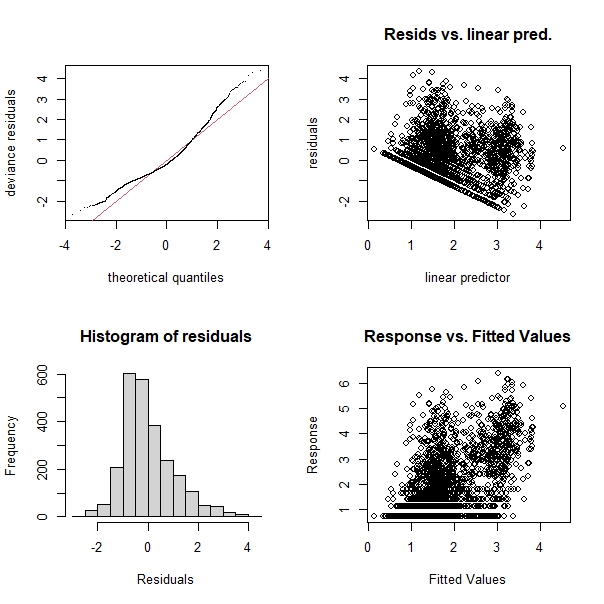 deviance residuals
-2 0 1 2 3 4
-4 -2 0 2 4
theoretical quantiles
Resids vs. linear pred.
residuals
-2 0 1 2 3 4
0 1 2 3 4
linear predictor
Histogram of residuals
Frequency
0 200 400 600
-2 0 2 4
Residuals
Response vs. Fitted Values
Response
1 2 3 4 5 6
0 1 2 3 4
Fitted Values